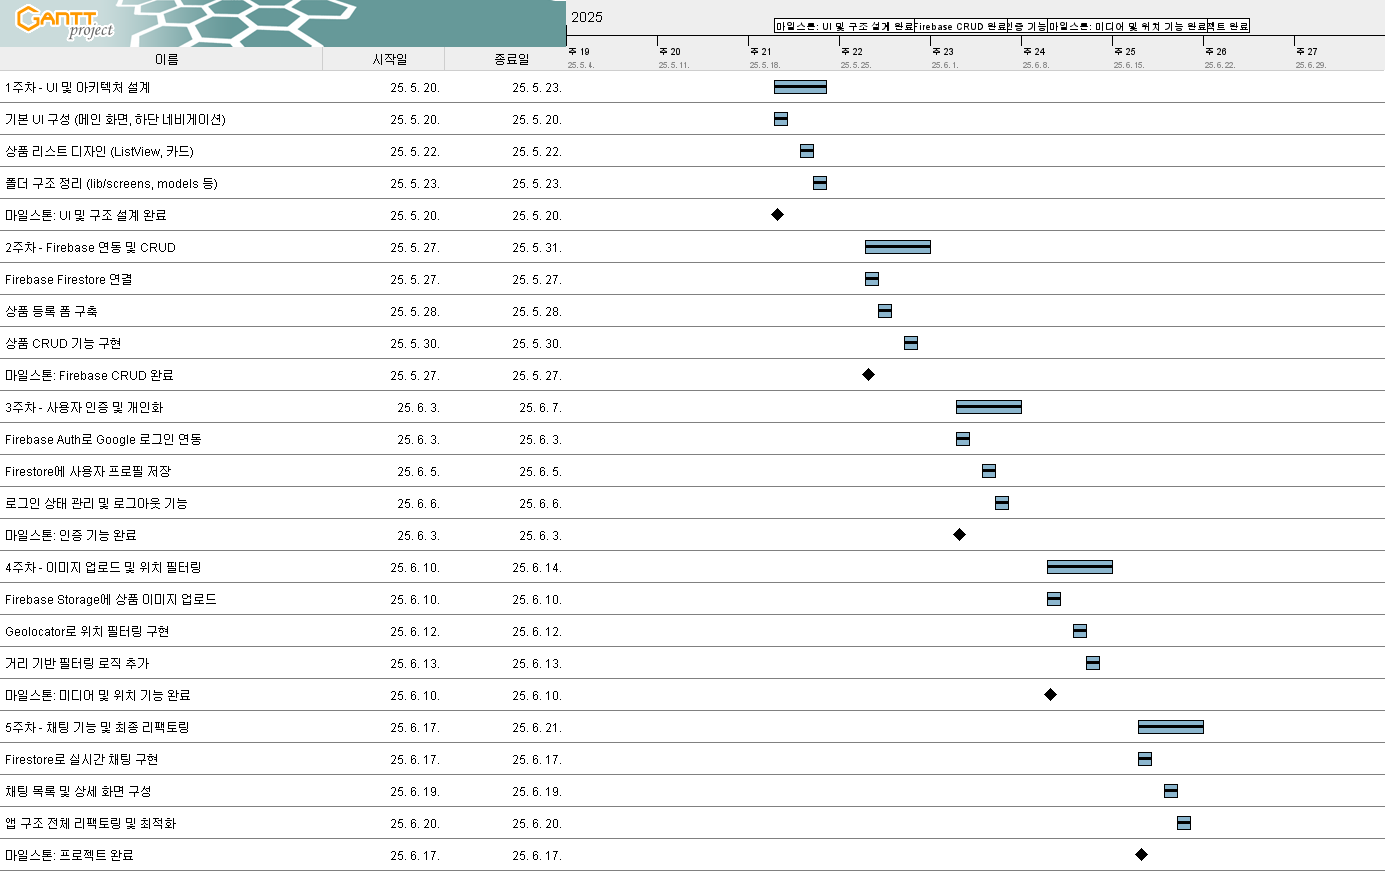 GANTT
project
2025
마일스톤: UI 및 구조 설계 완료 Firebase CRUD 완료 인증 기능 마일스톤: 미디어 및 위치 기능 완료 젝트 완료
이름 시작일 종료일
주 19 주 20 주 21 주 22 주 23 주 24 주 25 주 26 주 27
25. 5. 4. 25. 5. 11. 25. 5. 18. 25. 5. 25. 25. 6. 1. 25. 6. 8. 25. 6. 15. 25. 6. 22. 25. 6. 29.
1주차 - UI 및 아키텍처 설계 25. 5. 20. 25. 5. 23.
기본 UI 구성 (메인 화면, 하단 네비게이션) 25. 5. 20. 25. 5. 20.
상품 리스트 디자인 (ListView, 카드) 25. 5. 22. 25. 5. 22.
폴더 구조 정리 (lib/screens, models 등) 25. 5. 23. 25. 5. 23.
마일스톤: UI 및 구조 설계 완료 25. 5. 20. 25. 5. 20.
2주차 - Firebase 연동 및 CRUD 25. 5. 27. 25. 5. 31.
Firebase Firestore 연결 25. 5. 27. 25. 5. 27.
상품 등록 폼 구축 25. 5. 28. 25. 5. 28.
상품 CRUD 기능 구현 25. 5. 30. 25. 5. 30.
마일스톤: Firebase CRUD 완료 25. 5. 27. 25. 5. 27.
3주차 - 사용자 인증 및 개인화 25. 6. 3. 25. 6. 7.
Firebase Auth로 Google 로그인 연동 25. 6. 3. 25. 6. 3.
Firestore에 사용자 프로필 저장 25. 6. 5. 25. 6. 5.
로그인 상태 관리 및 로그아웃 기능 25. 6. 6. 25. 6. 6.
마일스톤: 인증 기능 완료 25. 6. 3. 25. 6. 3.
4주차 - 이미지 업로드 및 위치 필터링 25. 6. 10. 25. 6. 14.
Firebase Storage에 상품 이미지 업로드 25. 6. 10. 25. 6. 10.
Geolocator로 위치 필터링 구현 25. 6. 12. 25. 6. 12.
거리 기반 필터링 로직 추가 25. 6. 13. 25. 6. 13.
마일스톤: 미디어 및 위치 기능 완료 25. 6. 10. 25. 6. 10.
5주차 - 채팅 기능 및 최종 리팩토링 25. 6. 17. 25. 6. 21.
Firestore로 실시간 채팅 구현 25. 6. 17. 25. 6. 17.
채팅 목록 및 상세 화면 구성 25. 6. 19. 25. 6. 19.
앱 구조 전체 리팩토링 및 최적화 25. 6. 20. 25. 6. 20.
마일스톤: 프로젝트 완료 25. 6. 17. 25. 6. 17.